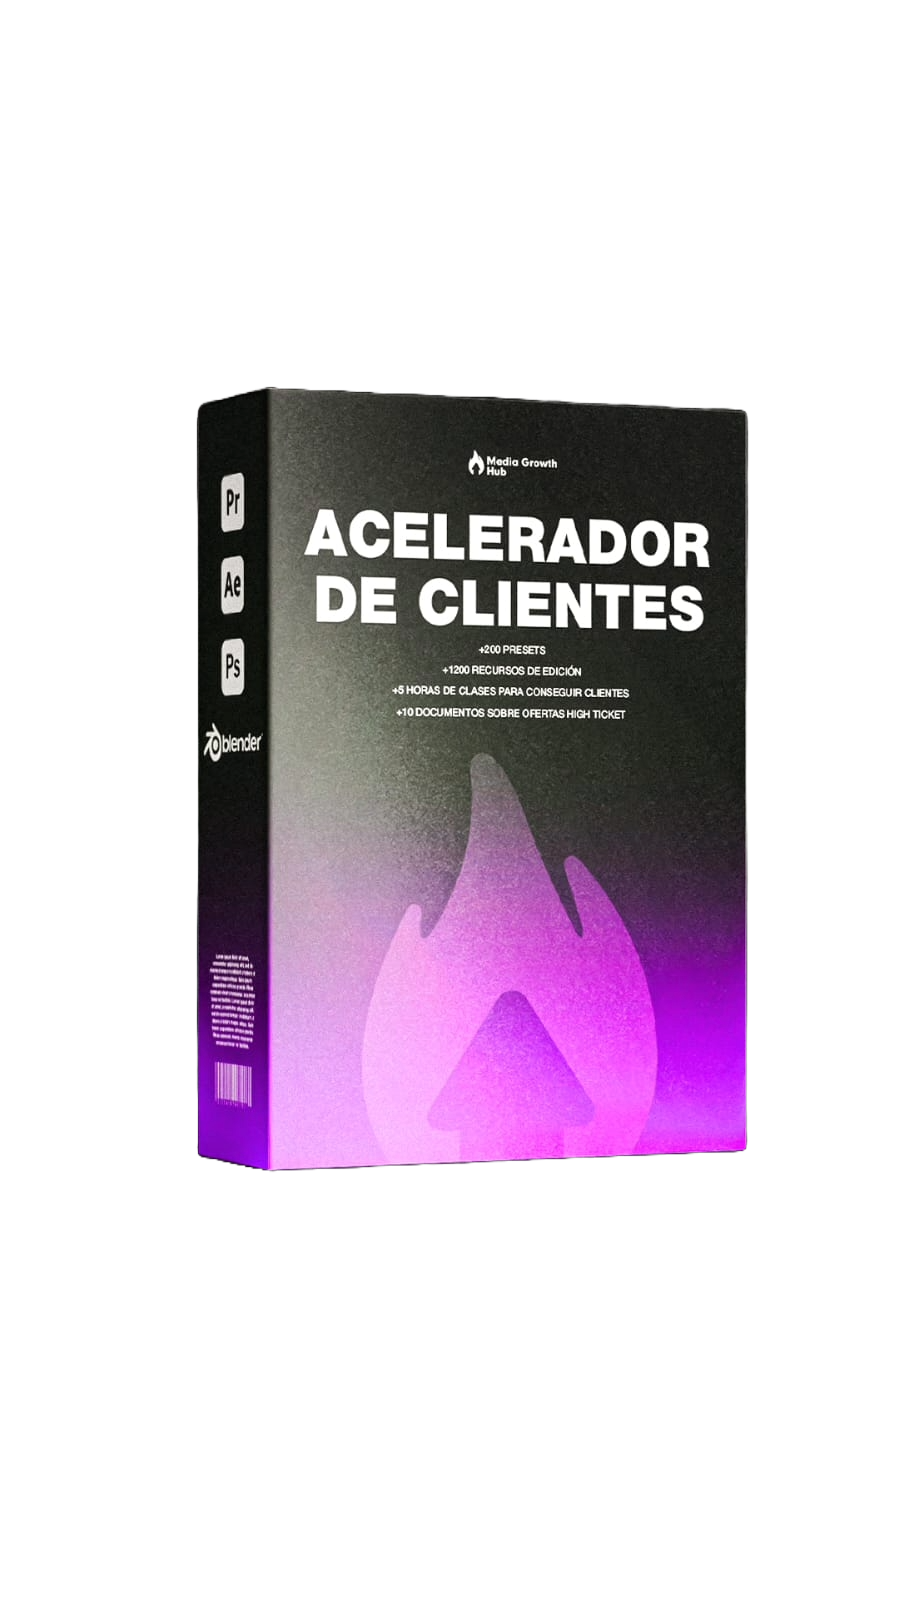 Media Growth
Hub
ACELERADOR
DE CLIENTES
+200 PRESETS
+1200 RECURSOS DE EDICIÓN
+5 HORAS DE CLASES PARA CONSEGUIR CLIENTES
+10 DOCUMENTOS SOBRE OFERTAS HIGH TICKET
Pr
Ae
Ps
blender